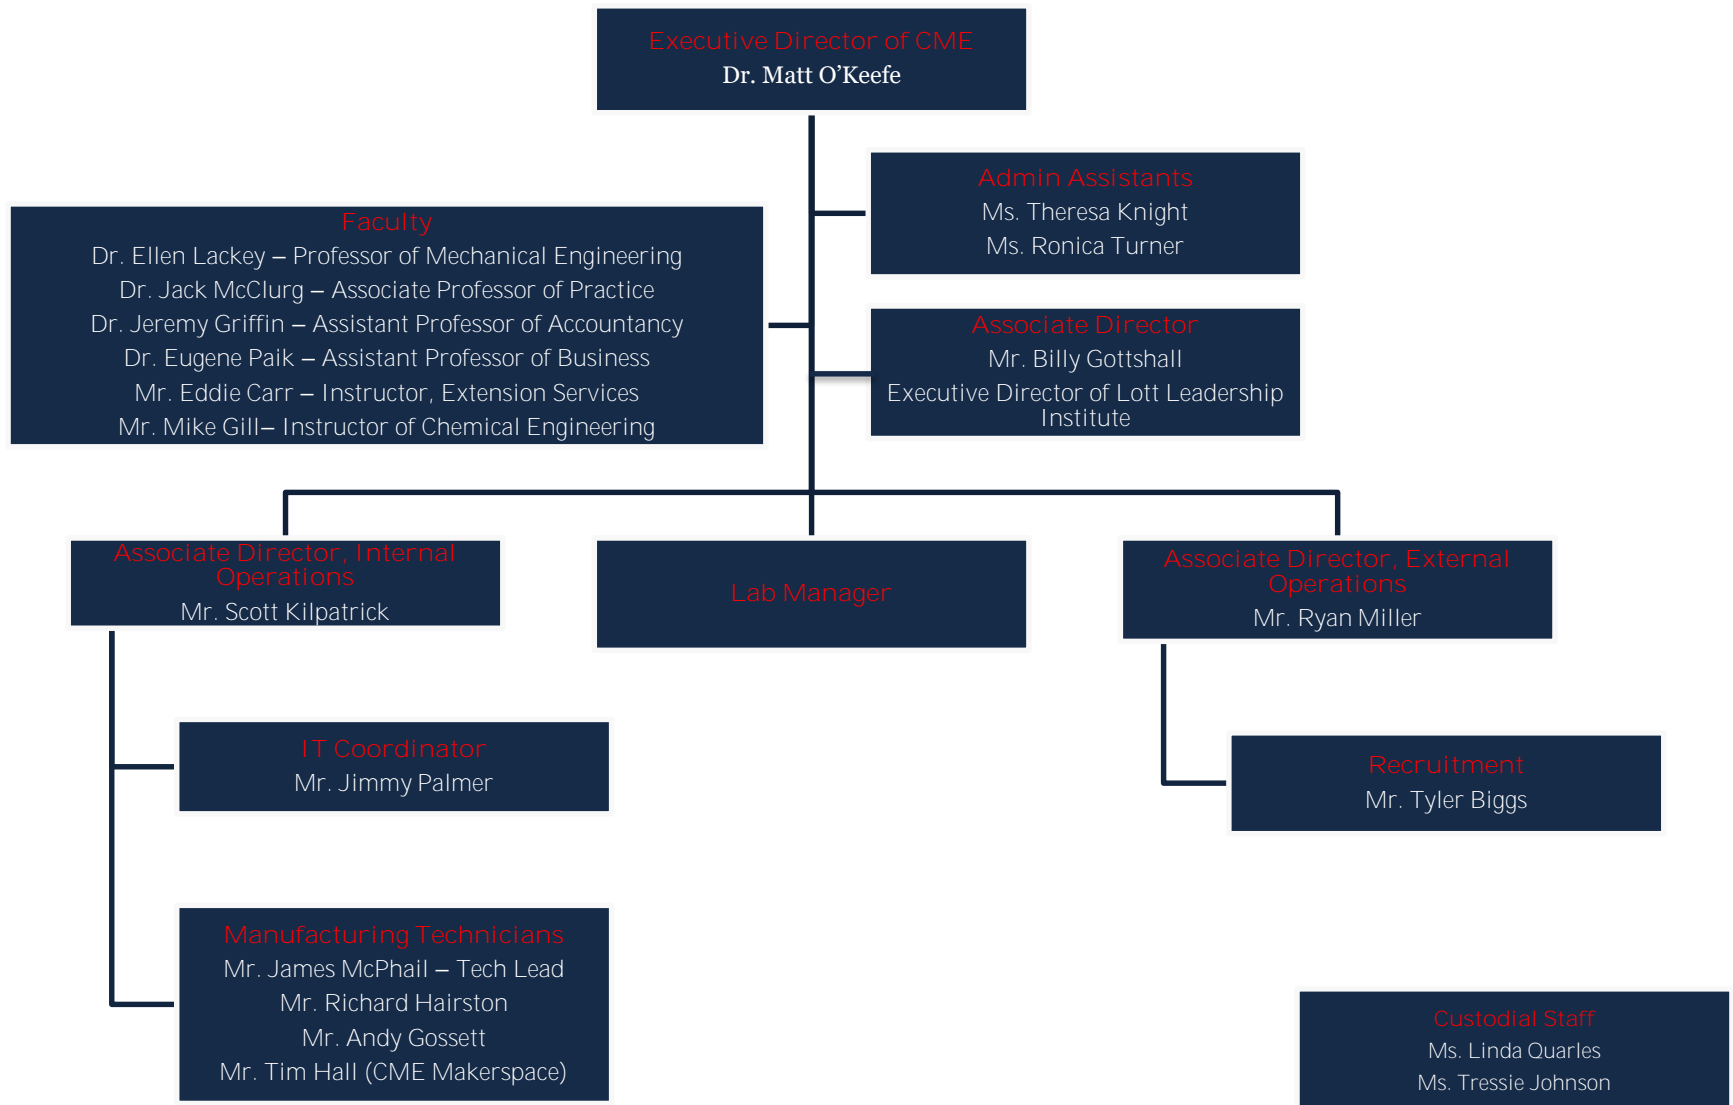 Executive Director of CME
Dr. Matt O’Keefe
Admin Assistants
Ms. Theresa Knight
Ms. Ronica Turner
Faculty
Dr. Ellen Lackey – Professor of Mechanical Engineering
Dr. Jack McClurg – Associate Professor of Practice
Dr. Jeremy Griffin – Assistant Professor of Accountancy
Dr. Eugene Paik – Assistant Professor of Business
Mr. Eddie Carr – Instructor, Extension Services
Mr. Mike Gill– Instructor of Chemical Engineering
Associate Director
Mr. Billy Gottshall
Executive Director of Lott Leadership
Institute
Associate Director, Internal
Operations
Mr. Scott Kilpatrick
Lab Manager
Associate Director, External
Operations
Mr. Ryan Miller
IT Coordinator
Mr. Jimmy Palmer
Recruitment
Mr. Tyler Biggs
Manufacturing Technicians
Mr. James McPhail – Tech Lead
Mr. Richard Hairston
Mr. Andy Gossett
Mr. Tim Hall (CME Makerspace)
Custodial Staff
Ms. Linda Quarles
Ms. Tressie Johnson